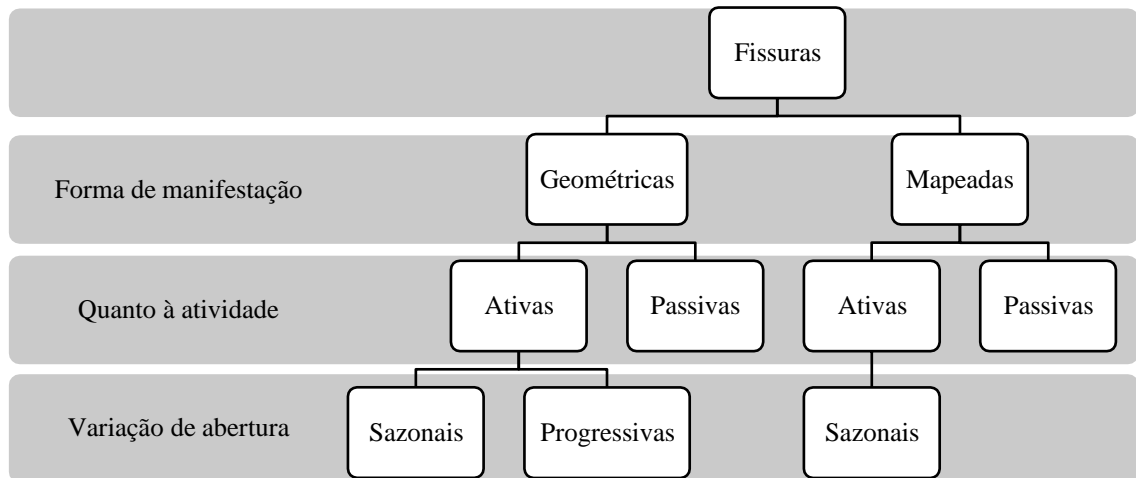 Fissuras
Forma de manifestação
Geométricas
Mapeadas
Quanto à atividade
Ativas
Passivas
Ativas
Passivas
Variação de abertura
Sazonais
Progressivas
Sazonais